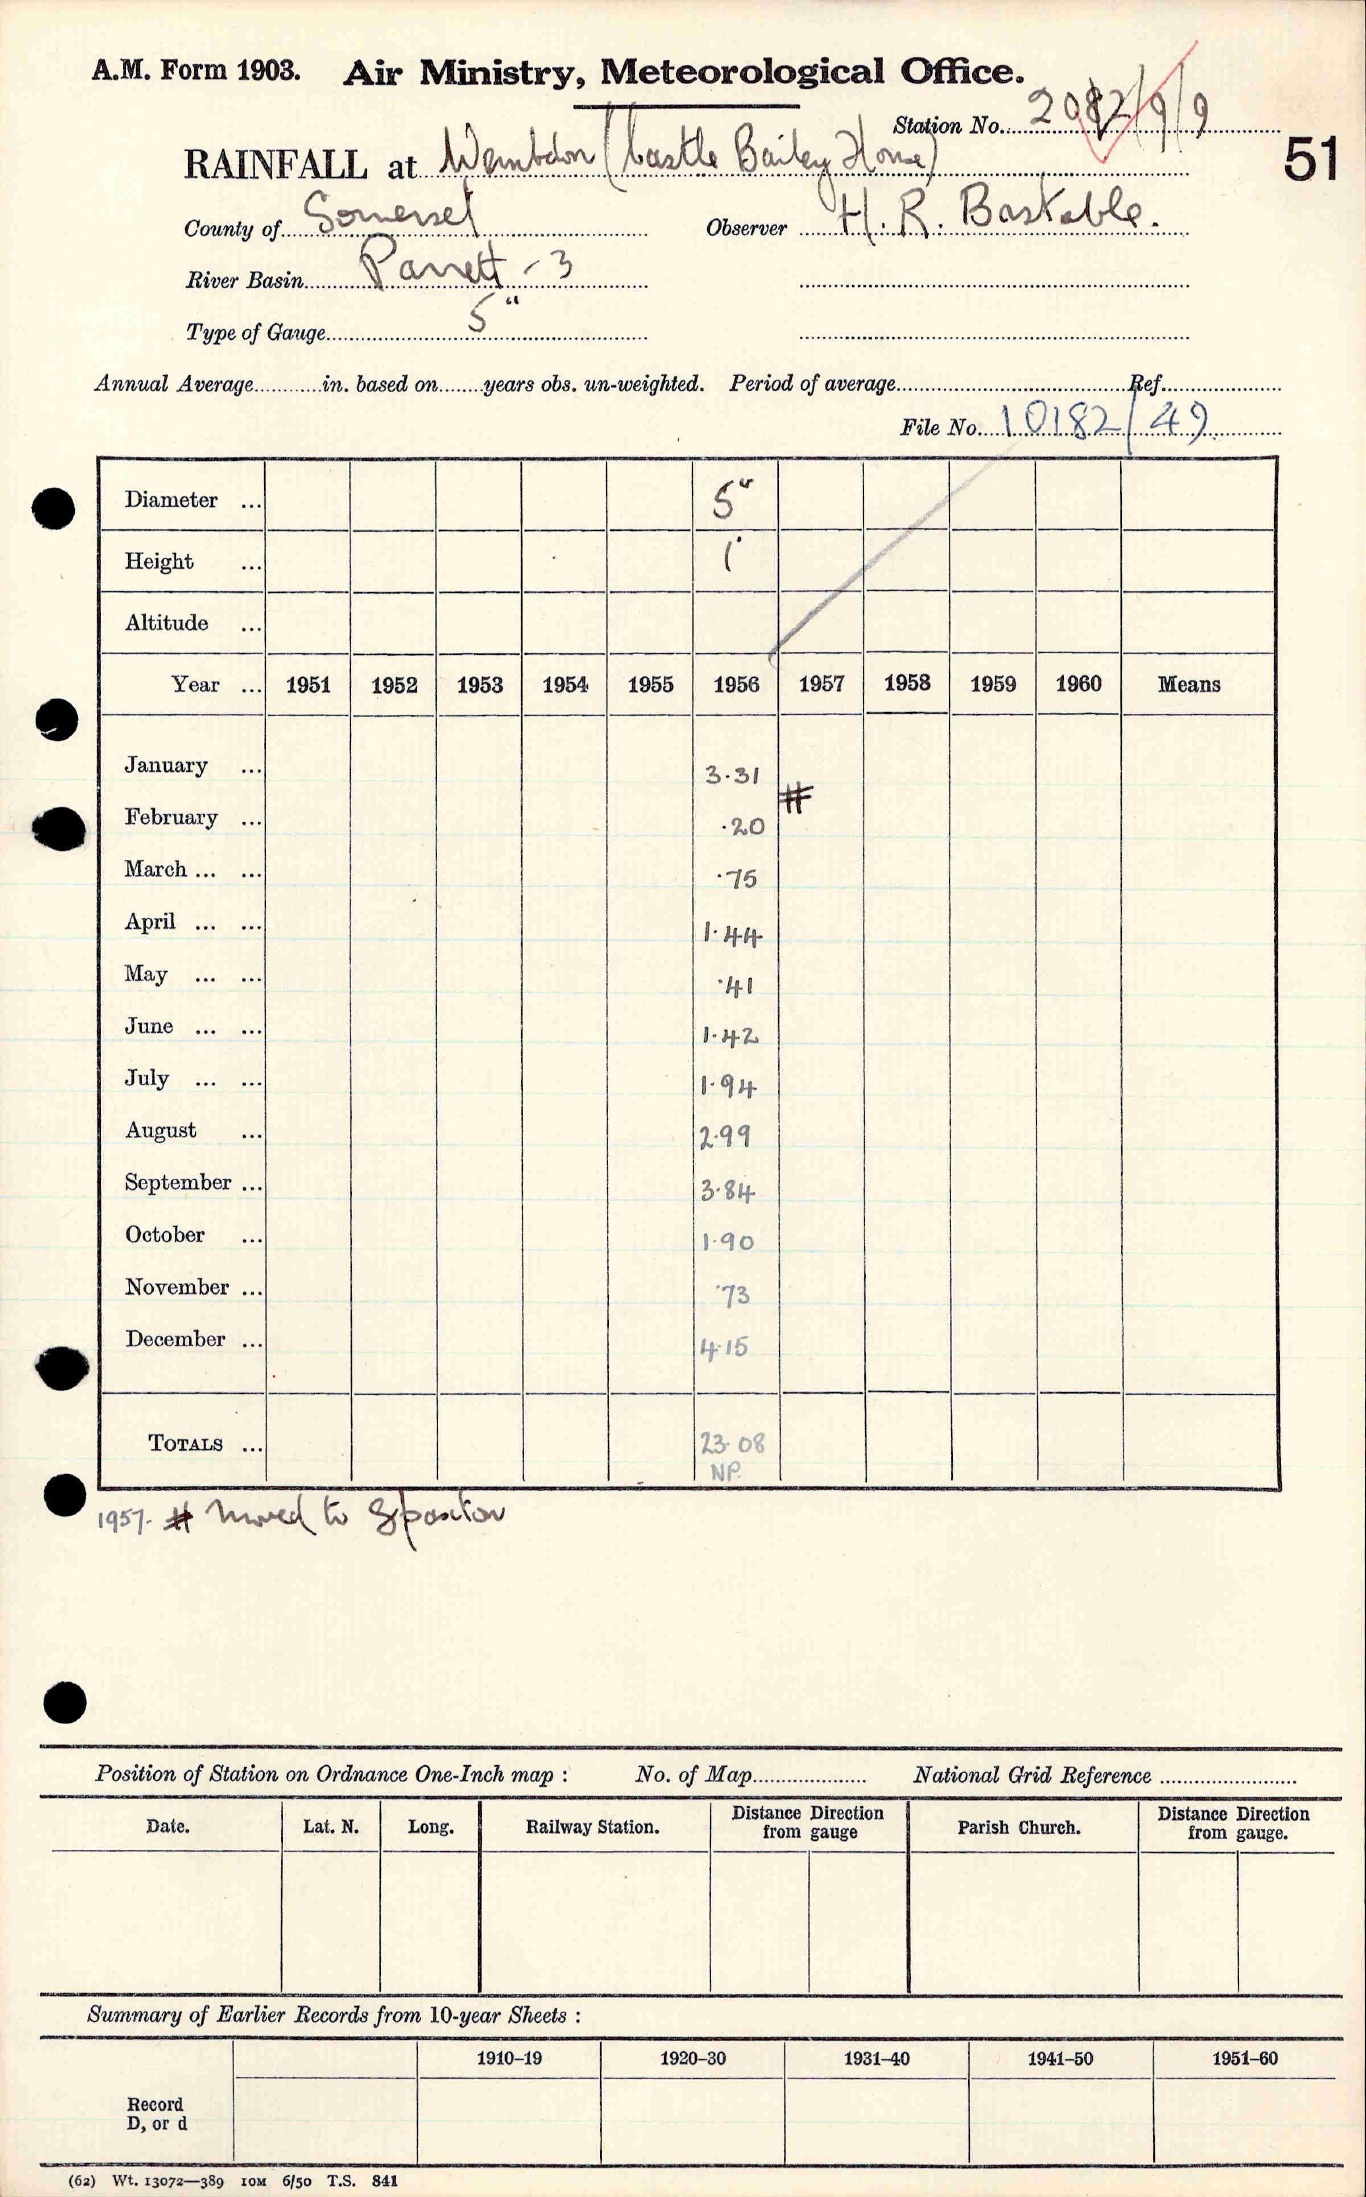 A.M. Form 1903. Air Ministry, Meteorological Office.
Station No. 2082/9/9
51
RAINFALL at Wembdon (Castle Bailey House)
County of Somerset Observer H. R. Bastable.
River Basin Parrett - 3
Type of Gauge 5"
Annual Average in. based on years obs. un-weighted. Period of average Ref.
File No. 10182/49
Diameter ... 5"
Height ... 1'
Altitude ...
Year ... 1951 1952 1953 1954 1955 1956 1957 1958 1959 1960 Means
January ... 3.31
#
February ... .20
March ... ... .75
April ... ... 1.44
May ... ... .41
June ... ... 1.42
July ... ... 1.94
August ... 2.99
September ... 3.84
October ... 1.90
November ... .73
December ... 4.15
TOTALS ... 23.08
NP.
1957. # moved to Spaxton
Position of Station on Ordnance One-Inch map : No. of Map National Grid Reference
Date. Lat. N. Long. Railway Station. Distance Direction from gauge Parish Church. Distance Direction from gauge.
Summary of Earlier Records from 10-year Sheets :
1910–19 1920–30 1931–40 1941–50 1951–60
Record
D, or d
(62) Wt. 13072—389 10M 6/50 T.S. 841